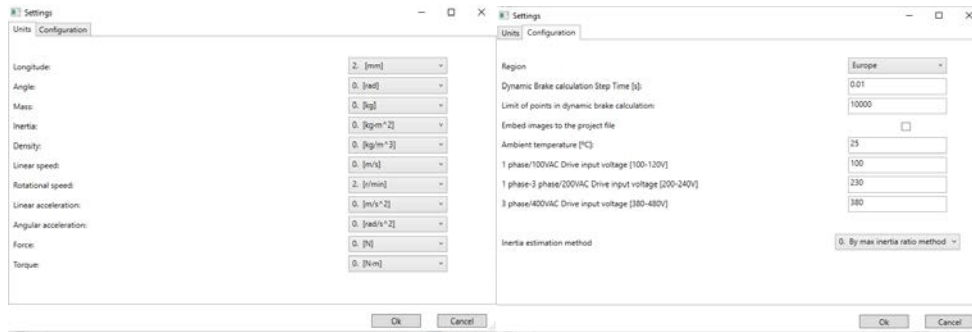 Settings
Units Configuration
Longitude: 2. [mm]
Angle: 0. [rad]
Mass: 0. [kg]
Inertia: 0. [kg·m^2]
Density: 0. [kg/m^3]
Linear speed: 0. [m/s]
Rotational speed: 2. [r/min]
Linear acceleration: 0. [m/s^2]
Angular acceleration: 0. [rad/s^2]
Force: 0. [N]
Torque: 0. [N·m]
Ok Cancel
Settings
Units Configuration
Region Europe
Dynamic Brake calculation Step Time [s]: 0.01
Limit of points in dynamic brake calculation: 10000
Embed images to the project file
Ambient temperature [ºC]: 25
1 phase/100VAC Drive input voltage [100-120V] 100
1 phase-3 phase/200VAC Drive input voltage [200-240V] 230
3 phase/400VAC Drive input voltage [380-480V] 380
Inertia estimation method 0. By max inertia ratio method
Ok Cancel